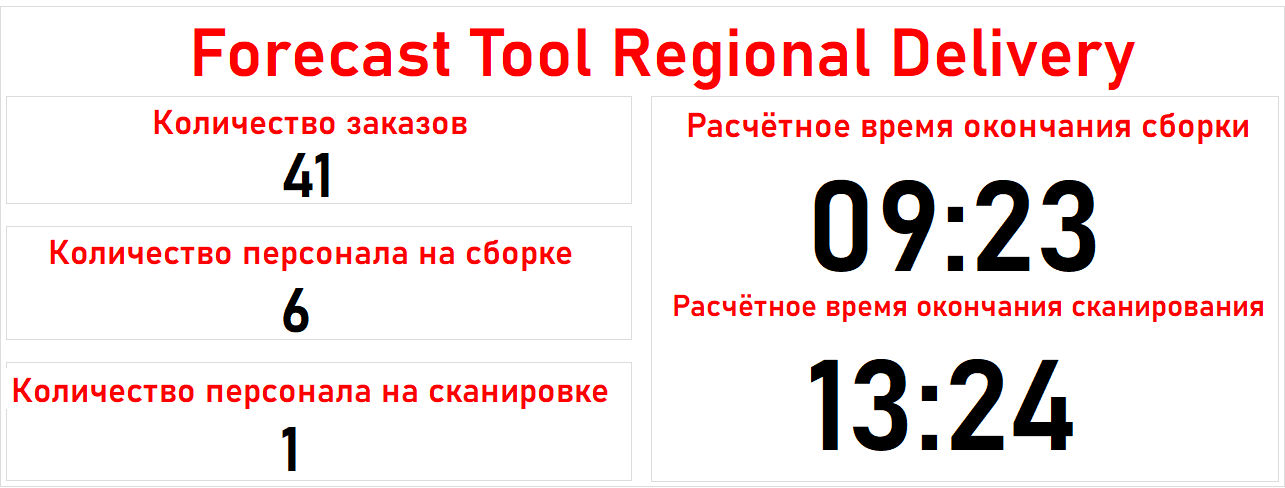 Forecast Tool Regional Delivery
Количество заказов
41
Количество персонала на сборке
6
Количество персонала на сканировке
1
Расчётное время окончания сборки
09:23
Расчётное время окончания сканирования
13:24